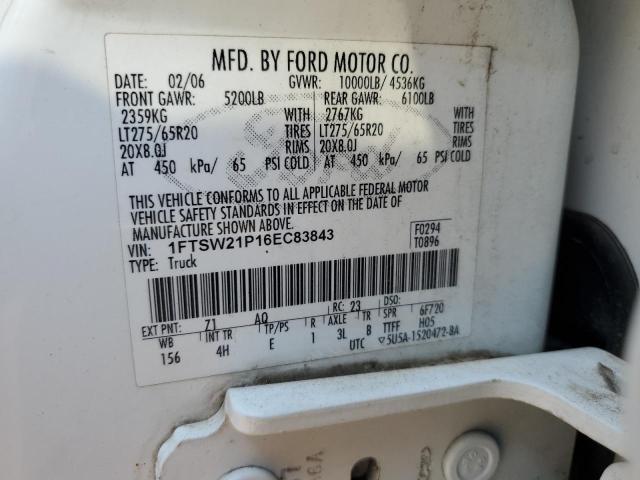 MFD. BY FORD MOTOR CO.
DATE: 02/06 GVWR: 10000LB/ 4536KG
FRONT GAWR: 5200LB REAR GAWR: 6100LB
2359KG WITH 2767KG WITH
LT275/65R20 TIRES LT275/65R20 TIRES
20X8.0J RIMS 20X8.0J RIMS
AT 450 kPa/ 65 PSI COLD AT 450 kPa/ 65 PSI COLD
THIS VEHICLE CONFORMS TO ALL APPLICABLE FEDERAL MOTOR
VEHICLE SAFETY STANDARDS IN EFFECT ON THE DATE OF
MANUFACTURE SHOWN ABOVE.
VIN: 1FTSW21P16EC83843 F0294
TYPE: Truck T0896
EXT PNT: Z1 AQ RC: 23 DSO:
WB INT TR TP/PS R AXLE TR SPR 6F720
156 4H E 1 3L B TTFF H05
UTC ▽5U5A-1520472-BA